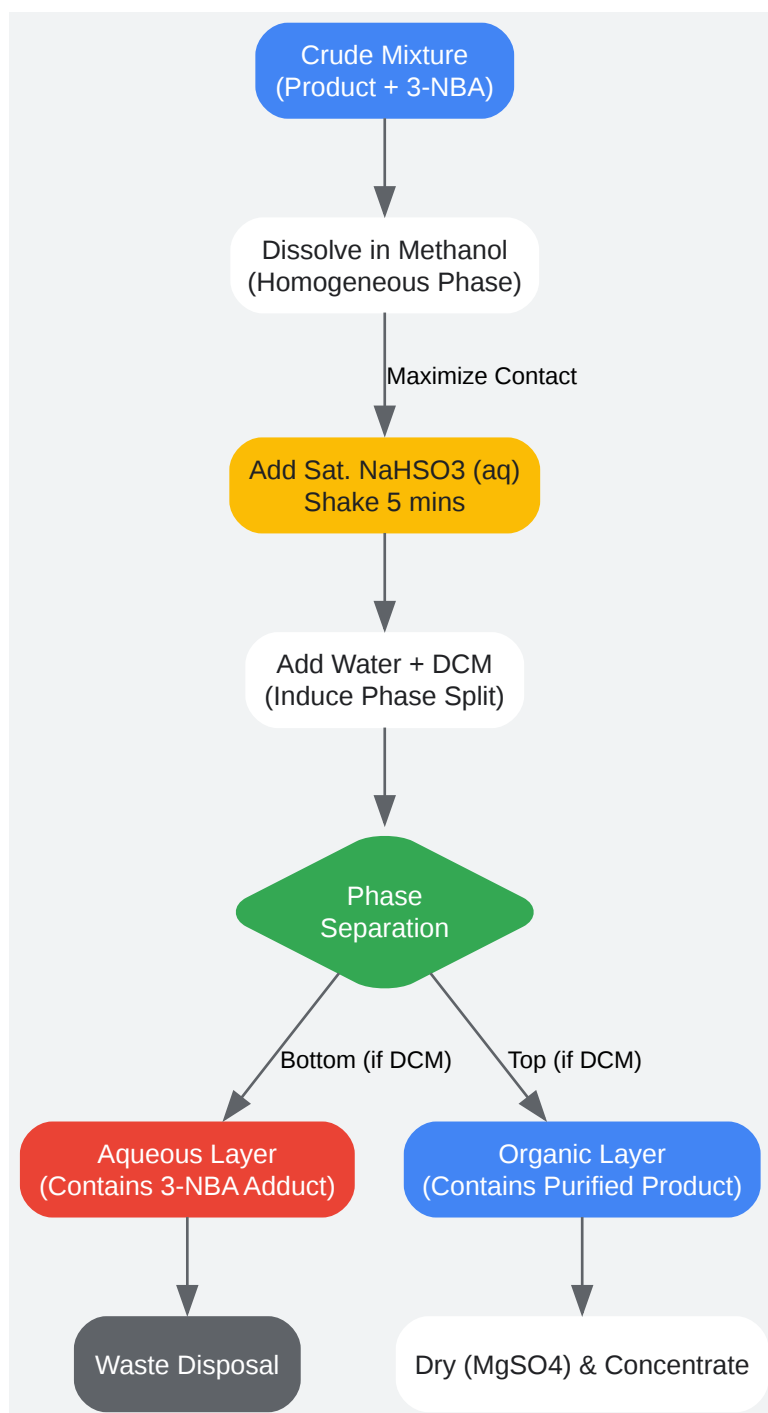 Crude Mixture
(Product + 3-NBA)
Dissolve in Methanol
(Homogeneous Phase)
Maximize Contact
Add Sat. NaHSO3 (aq)
Shake 5 mins
Add Water + DCM
(Induce Phase Split)
Phase
Separation
Bottom (if DCM)
Top (if DCM)
Aqueous Layer
(Contains 3-NBA Adduct)
Organic Layer
(Contains Purified Product)
Waste Disposal
Dry (MgSO4) & Concentrate